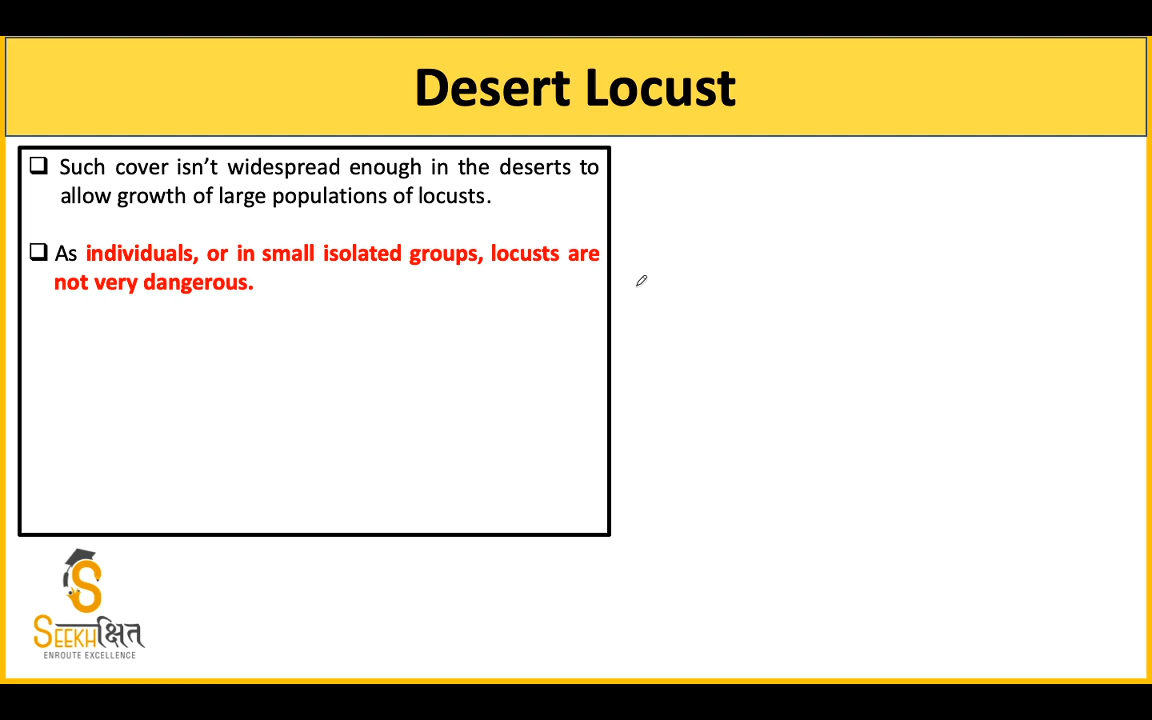 Desert Locust
❑ Such cover isn’t widespread enough in the deserts to
allow growth of large populations of locusts.
❑ As individuals, or in small isolated groups, locusts are
not very dangerous.
SEEKHक्षित
ENROUTE EXCELLENCE